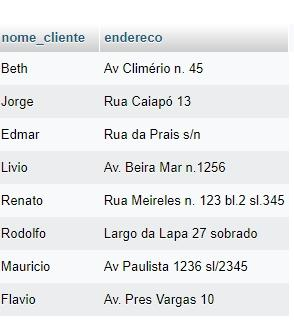 nome_cliente endereco
Beth Av Climério n. 45
Jorge Rua Caiapó 13
Edmar Rua da Prais s/n
Livio Av. Beira Mar n.1256
Renato Rua Meireles n. 123 bl.2 sl.345
Rodolfo Largo da Lapa 27 sobrado
Mauricio Av Paulista 1236 sl/2345
Flavio Av. Pres Vargas 10